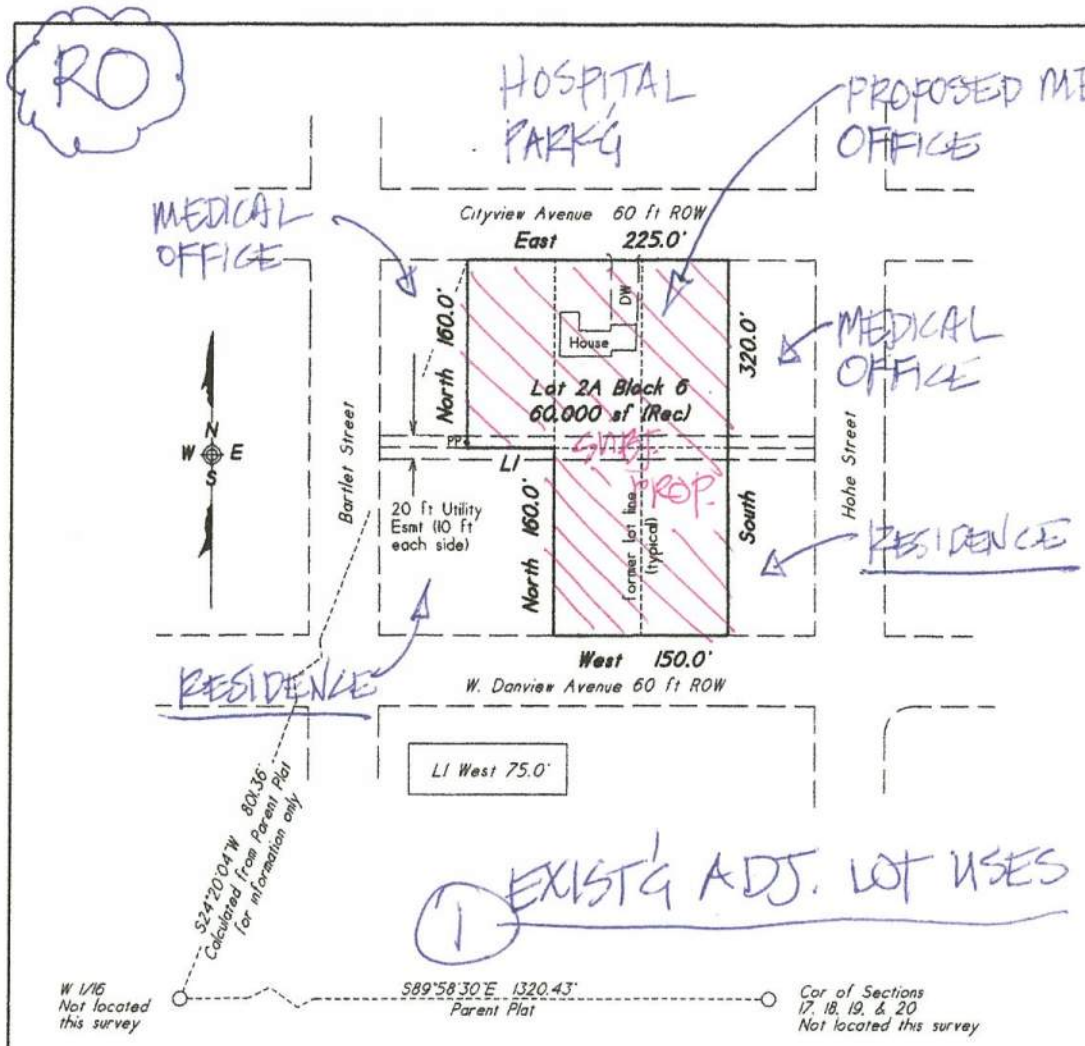 RO
HOSPITAL
PARK'G
PROPOSED ME
OFFICE
MEDICAL
OFFICE
Cityview Avenue 60 ft ROW
East 225.0'
North 160.0'
DW
House
320.0'
MEDICAL
OFFICE
Lot 2A Block 6
60,000 sf (Rec)
N
W E
S
Bartlet Street
PP
L1
SUBJ.
PROP.
20 ft Utility
Esmt (10 ft
each side)
North 160.0'
former lot line
(typical)
South
Hohe Street
RESIDENCE
West 150.0'
W. Danview Avenue 60 ft ROW
RESIDENCE
L1 West 75.0'
S24°20'04"W 801.36'
Calculated from Parent Plat
for information only
1 EXIST'G ADJ. LOT USES
W 1/16
Not located
this survey
S89°58'30"E 1320.43'
Parent Plat
Cor of Sections
17, 18, 19, & 20
Not located this survey